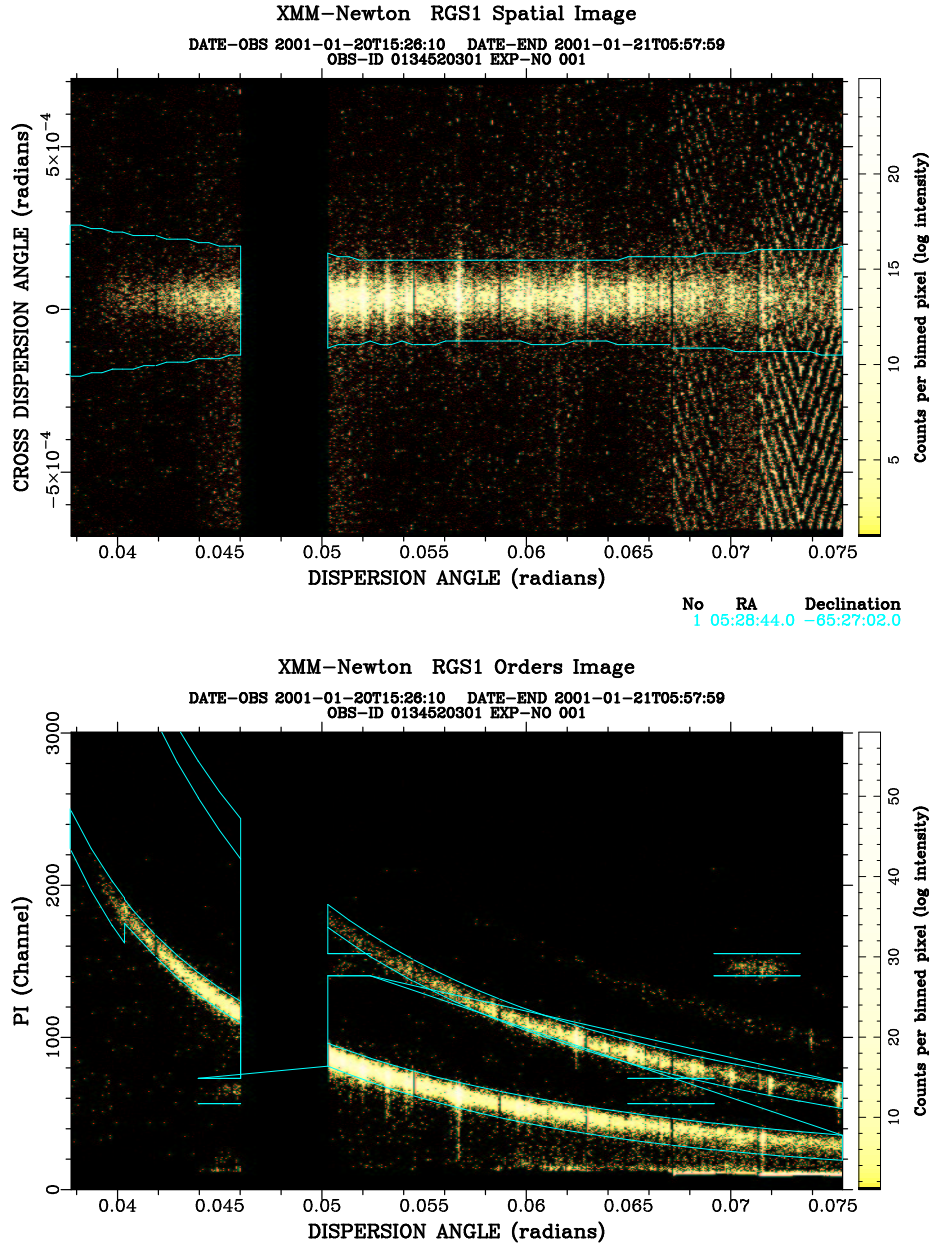 XMM-Newton RGS1 Spatial Image
DATE-OBS 2001-01-20T15:26:10 DATE-END 2001-01-21T05:57:59
OBS-ID 0134520301 EXP-NO 001
CROSS DISPERSION ANGLE (radians)
5×10⁻⁴
0
−5×10⁻⁴
0.04 0.045 0.05 0.055 0.06 0.065 0.07 0.075
DISPERSION ANGLE (radians)
20
15
10
5
Counts per binned pixel (log intensity)
No RA Declination
1 05:28:44.0 -65:27:02.0
XMM-Newton RGS1 Orders Image
DATE-OBS 2001-01-20T15:26:10 DATE-END 2001-01-21T05:57:59
OBS-ID 0134520301 EXP-NO 001
PI (Channel)
3000
2000
1000
0
0.04 0.045 0.05 0.055 0.06 0.065 0.07 0.075
DISPERSION ANGLE (radians)
50
40
30
20
10
Counts per binned pixel (log intensity)